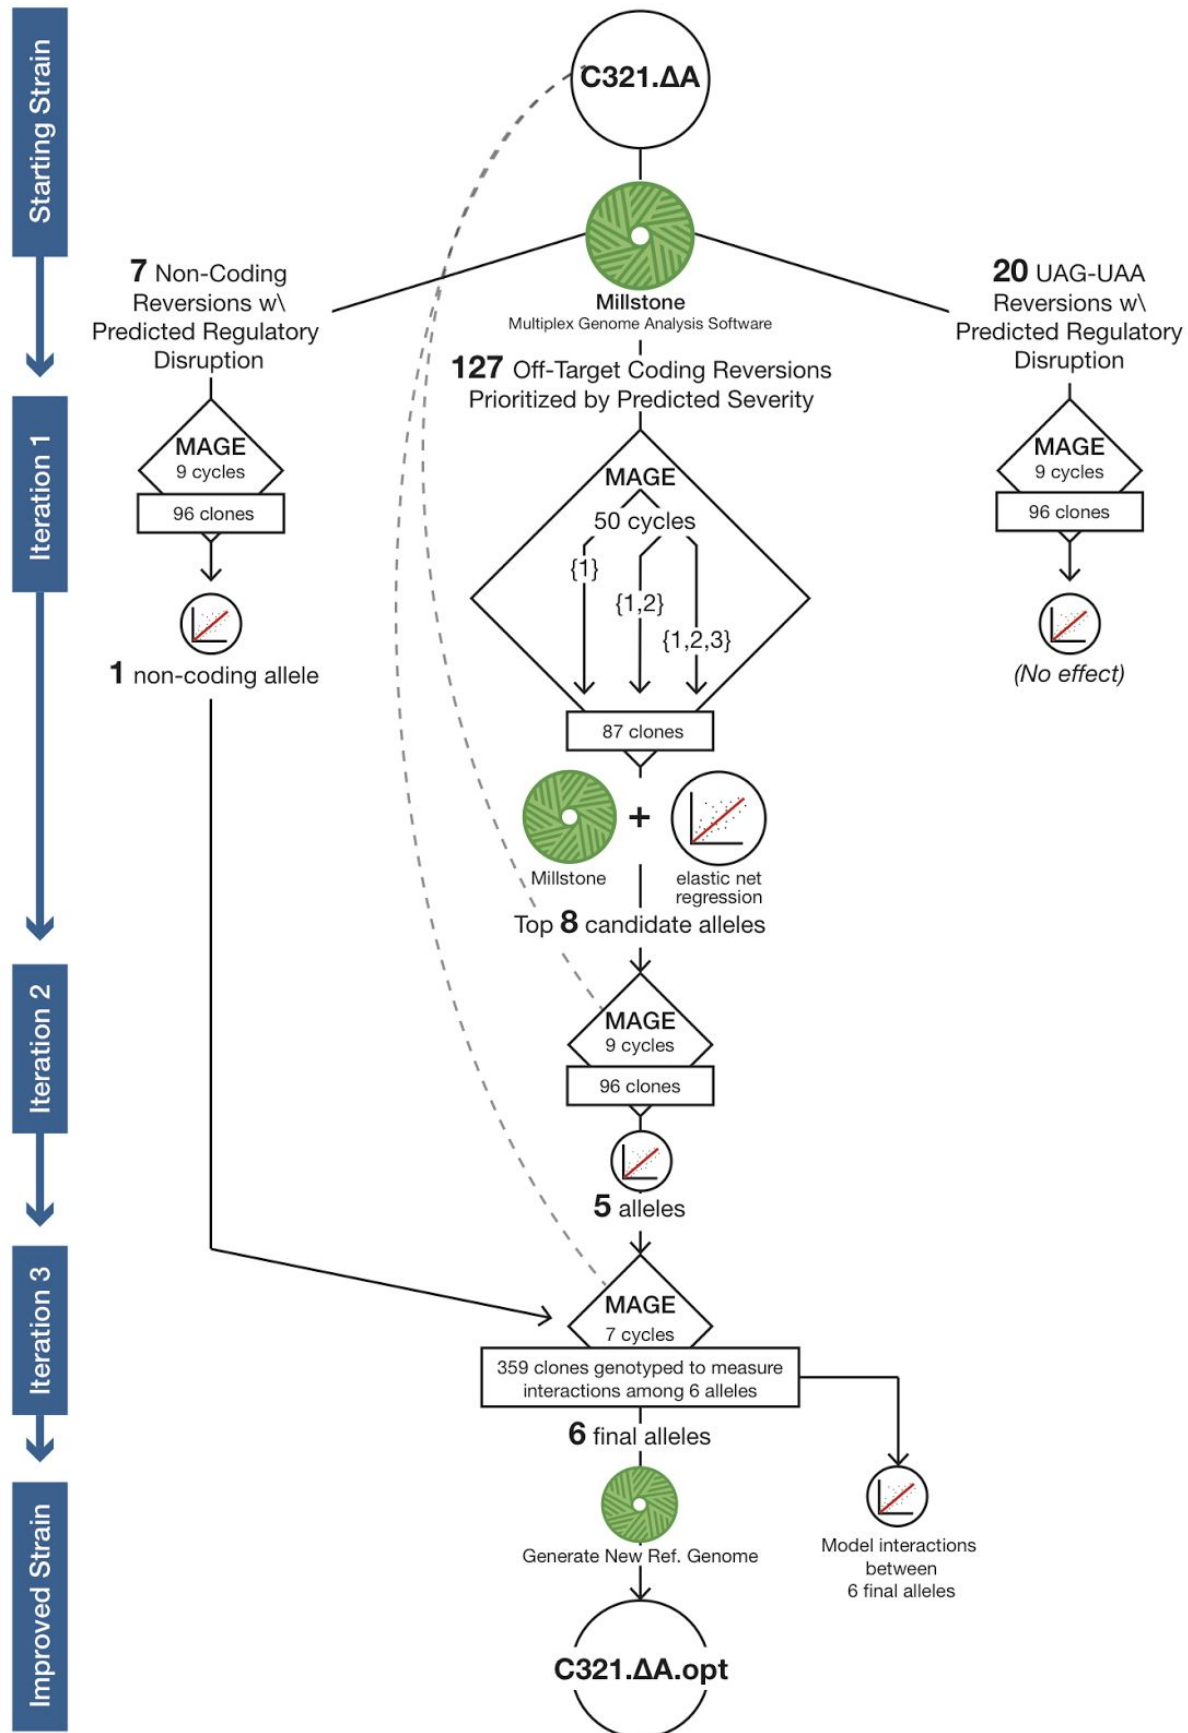 Starting Strain
C321.ΔA
Millstone
Multiplex Genome Analysis Software
7 Non-Coding
Reversions w\
Predicted Regulatory
Disruption
127 Off-Target Coding Reversions
Prioritized by Predicted Severity
20 UAG-UAA
Reversions w\
Predicted Regulatory
Disruption
Iteration 1
MAGE
9 cycles
96 clones
1 non-coding allele
MAGE
50 cycles
{1}
{1,2}
{1,2,3}
87 clones
MAGE
9 cycles
96 clones
(No effect)
Millstone
+
elastic net
regression
Top 8 candidate alleles
Iteration 2
MAGE
9 cycles
96 clones
5 alleles
Iteration 3
MAGE
7 cycles
359 clones genotyped to measure
interactions among 6 alleles
6 final alleles
Generate New Ref. Genome
Model interactions
between
6 final alleles
Improved Strain
C321.ΔA.opt